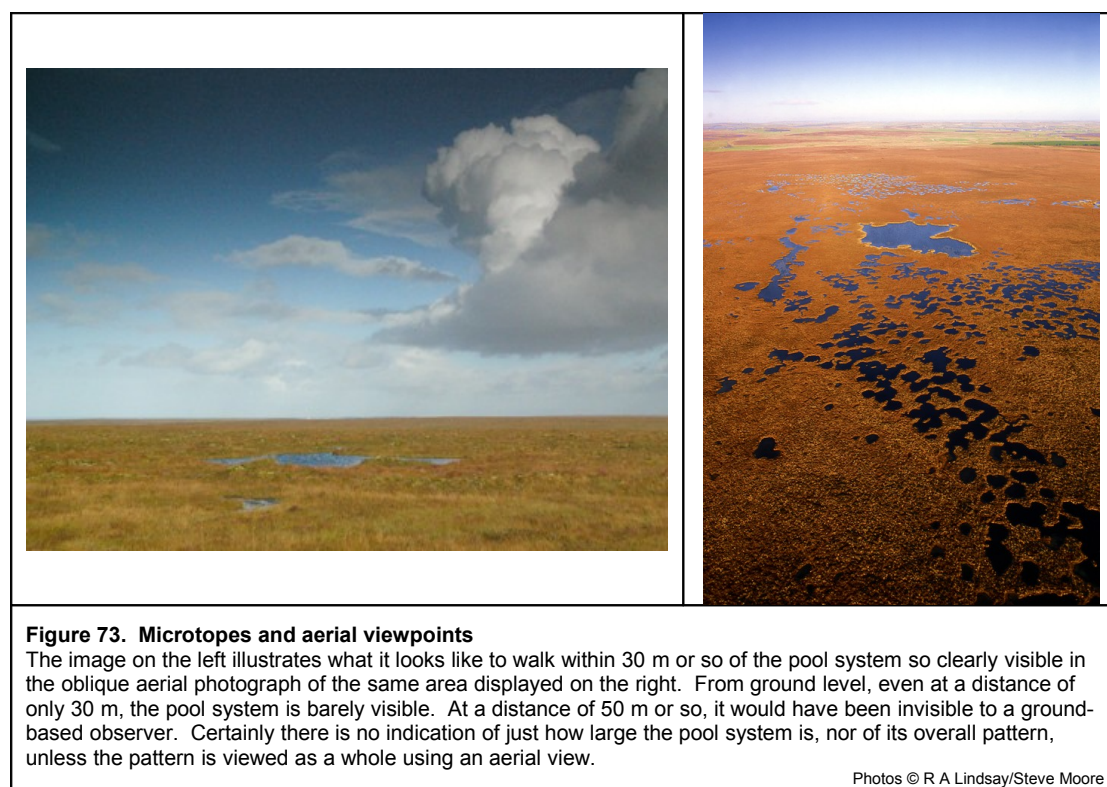 Figure 73.  Microtopes and aerial viewpoints
The image on the left illustrates what it looks like to walk within 30 m or so of the pool system so clearly visible in
the oblique aerial photograph of the same area displayed on the right.  From ground level, even at a distance of
only 30 m, the pool system is barely visible.  At a distance of 50 m or so, it would have been invisible to a ground-
based observer.  Certainly there is no indication of just how large the pool system is, nor of its overall pattern,
unless the pattern is viewed as a whole using an aerial view.
Photos © R A Lindsay/Steve Moore